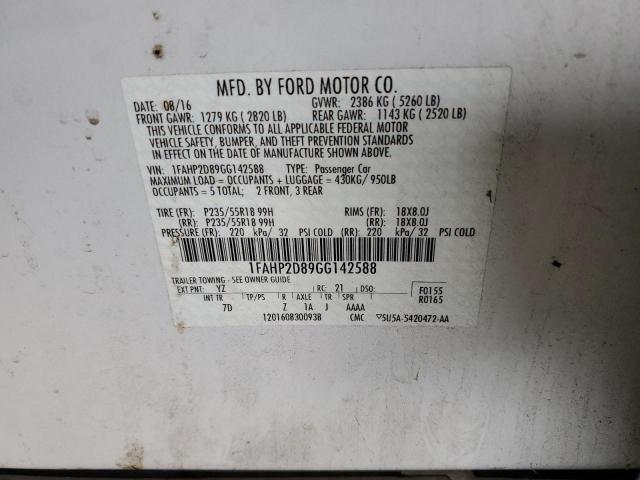 MFD. BY FORD MOTOR CO.
DATE: 08/16 GVWR: 2386 KG ( 5260 LB)
FRONT GAWR: 1279 KG ( 2820 LB) REAR GAWR: 1143 KG ( 2520 LB)
THIS VEHICLE CONFORMS TO ALL APPLICABLE FEDERAL MOTOR
VEHICLE SAFETY, BUMPER, AND THEFT PREVENTION STANDARDS
IN EFFECT ON THE DATE OF MANUFACTURE SHOWN ABOVE.
VIN: 1FAHP2D89GG142588 TYPE: Passenger Car
MAXIMUM LOAD = OCCUPANTS + LUGGAGE = 430KG/ 950LB
OCCUPANTS = 5 TOTAL; 2 FRONT, 3 REAR
TIRE (FR): P235/55R18 99H RIMS (FR): 18X8.0J
(RR): P235/55R18 99H (RR): 18X8.0J
PRESSURE (FR): 220 kPa/ 32 PSI COLD (RR): 220 kPa/ 32 PSI COLD
1FAHP2D89GG142588
TRAILER TOWING - SEE OWNER GUIDE
EXT PNT: YZ RC: 21 F0155
INT TR TP/PS R AXLE TR SPR R0165
7D Z 1A J AAAA
1201608300938 CMC ▽5U5A-5420472-AA